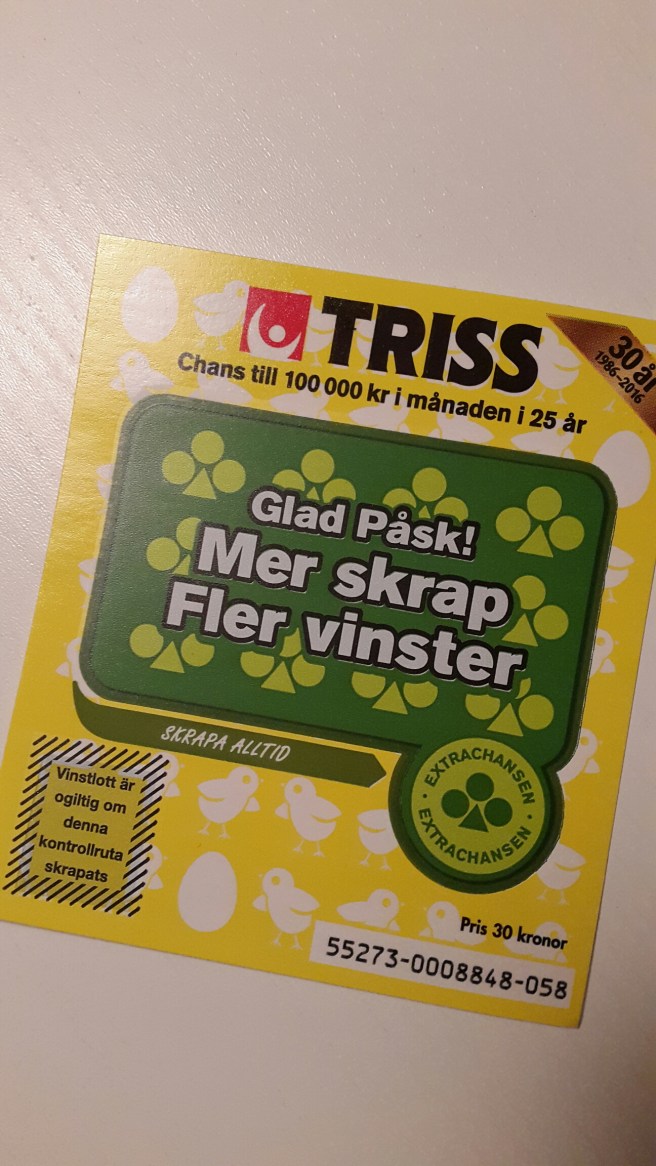 TRISS
30 år
1986-2016
Chans till 100 000 kr i månaden i 25 år
Glad Påsk!
Mer skrap
Fler vinster
SKRAPA ALLTID
· EXTRACHANSEN ·
EXTRACHANSEN
Vinstlott är
ogiltig om
denna
kontrollruta
skrapats
Pris 30 kronor
55273-0008848-058